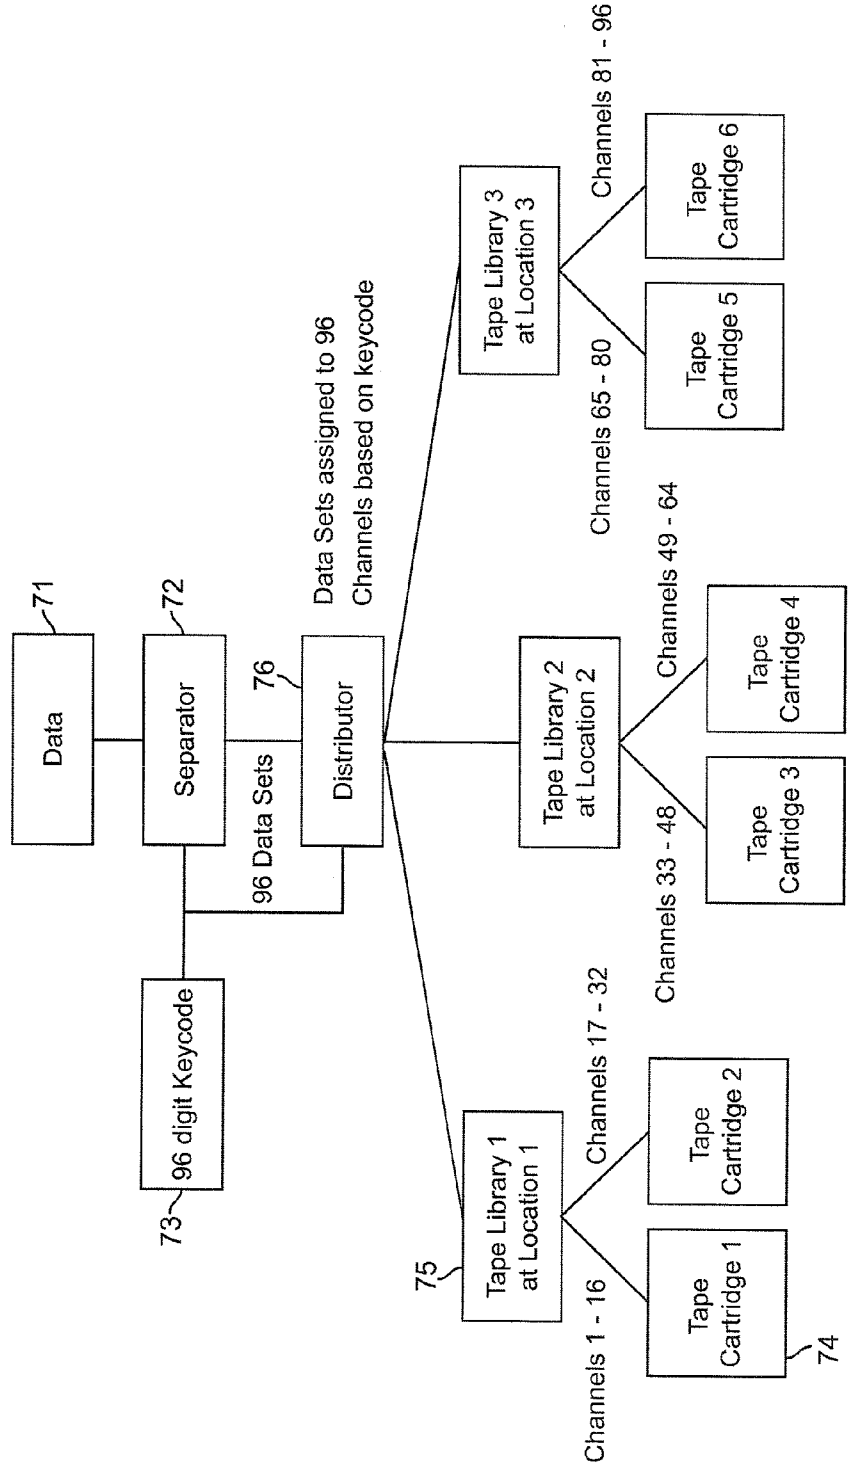 Data
71
96 digit Keycode
73
Separator
72
96 Data Sets
76
Distributor
Data Sets assigned to 96
Channels based on keycode
75
Tape Library 1
at Location 1
Tape Library 2
at Location 2
Tape Library 3
at Location 3
Channels 1 - 16
Channels 17 - 32
Channels 33 - 48
Channels 49 - 64
Channels 65 - 80
Channels 81 - 96
Tape
Cartridge 1
74
Tape
Cartridge 2
Tape
Cartridge 3
Tape
Cartridge 4
Tape
Cartridge 5
Tape
Cartridge 6